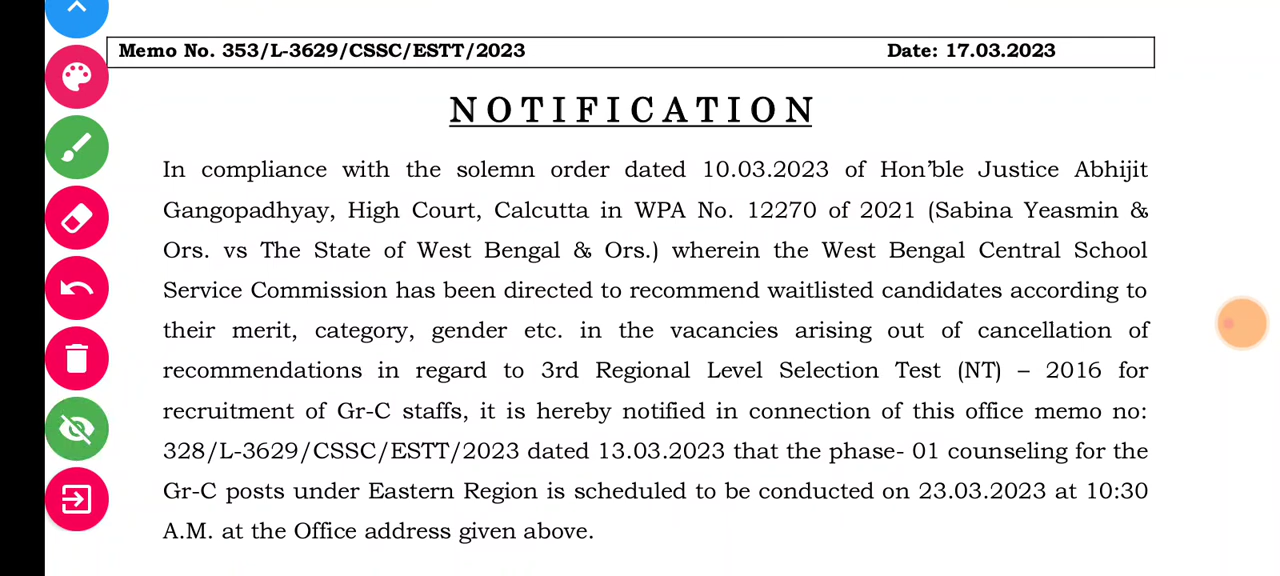 Memo No. 353/L-3629/CSSC/ESTT/2023 Date: 17.03.2023
NOTIFICATION
In compliance with the solemn order dated 10.03.2023 of Hon’ble Justice Abhijit
Gangopadhyay, High Court, Calcutta in WPA No. 12270 of 2021 (Sabina Yeasmin &
Ors. vs The State of West Bengal & Ors.) wherein the West Bengal Central School
Service Commission has been directed to recommend waitlisted candidates according to
their merit, category, gender etc. in the vacancies arising out of cancellation of
recommendations in regard to 3rd Regional Level Selection Test (NT) – 2016 for
recruitment of Gr-C staffs, it is hereby notified in connection of this office memo no:
328/L-3629/CSSC/ESTT/2023 dated 13.03.2023 that the phase- 01 counseling for the
Gr-C posts under Eastern Region is scheduled to be conducted on 23.03.2023 at 10:30
A.M. at the Office address given above.